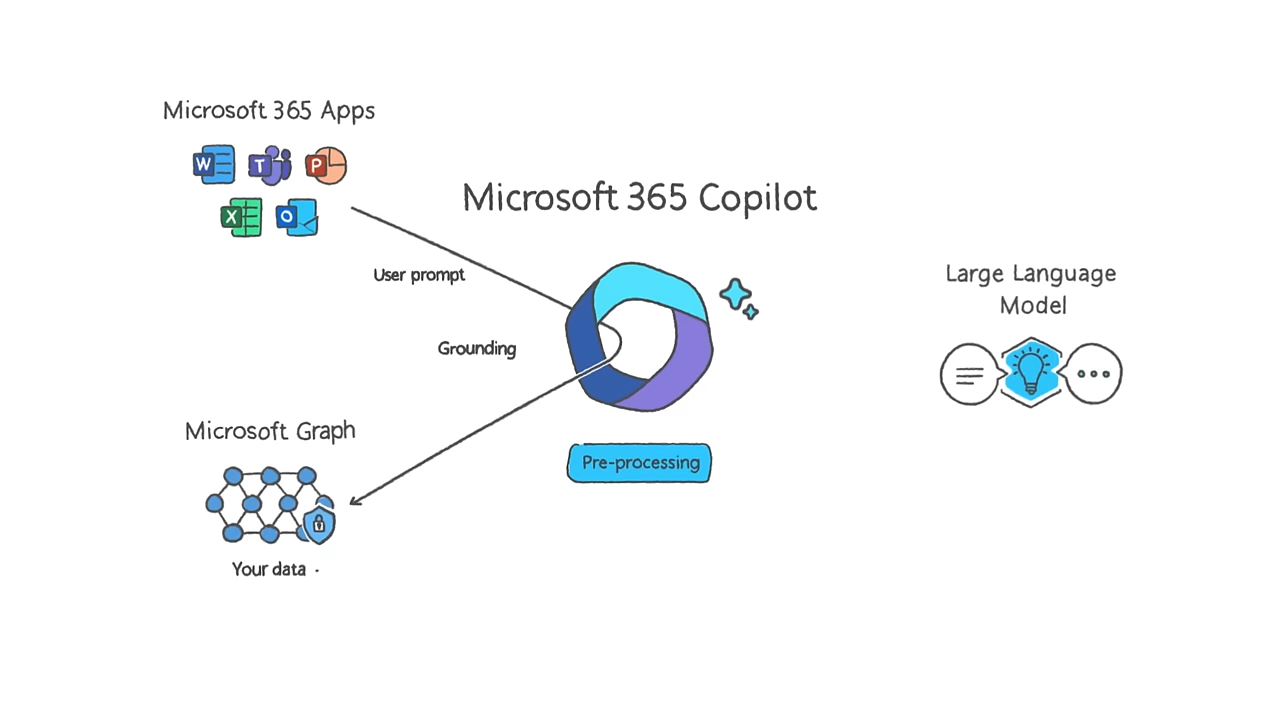 Microsoft 365 Apps
W
T
P
X
O
Microsoft 365 Copilot
User prompt
Grounding
Large Language
Model
Microsoft Graph
Pre-processing
Your data -